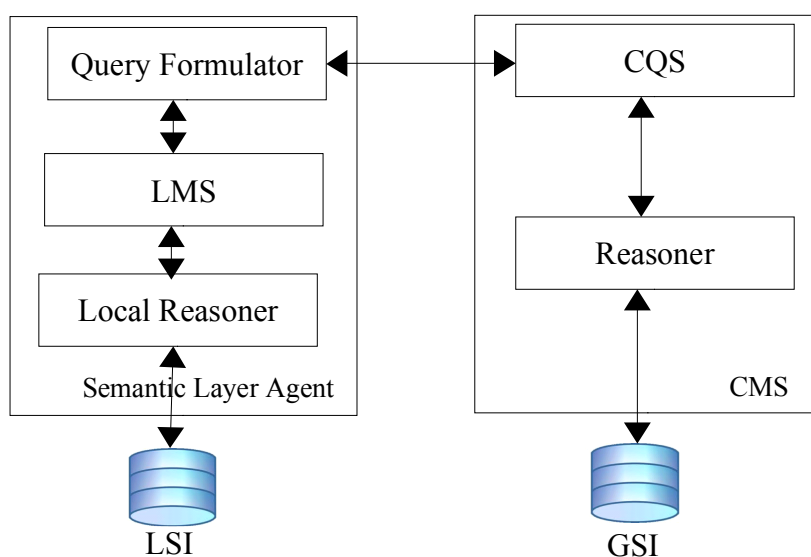 Query Formulator
LMS
Local Reasoner
Semantic Layer Agent
LSI
CQS
Reasoner
CMS
GSI